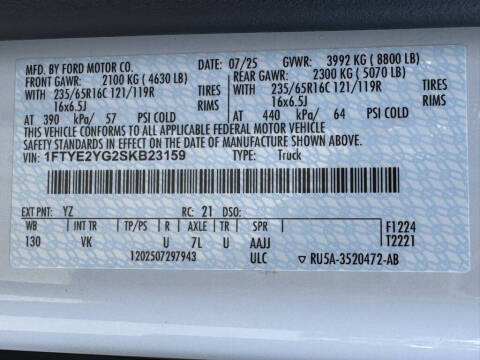 MFD. BY FORD MOTOR CO. DATE: 07/25 GVWR: 3992 KG ( 8800 LB)
FRONT GAWR: 2100 KG ( 4630 LB) REAR GAWR: 2300 KG ( 5070 LB)
WITH 235/65R16C 121/119R TIRES WITH 235/65R16C 121/119R TIRES
16x6.5J RIMS 16x6.5J RIMS
AT 390 kPa/ 57 PSI COLD AT 440 kPa/ 64 PSI COLD
THIS VEHICLE CONFORMS TO ALL APPLICABLE FEDERAL MOTOR VEHICLE
SAFETY STANDARDS IN EFFECT ON THE DATE OF MANUFACTURE SHOWN ABOVE.
VIN: 1FTYE2YG2SKB23159 TYPE: Truck
EXT PNT: YZ RC: 21 DSO:
WB INT TR TP/PS R AXLE TR SPR F1224
130 VK U 7L U AAJJ T2221
1202507297943 ULC ▽ RU5A-3520472-AB